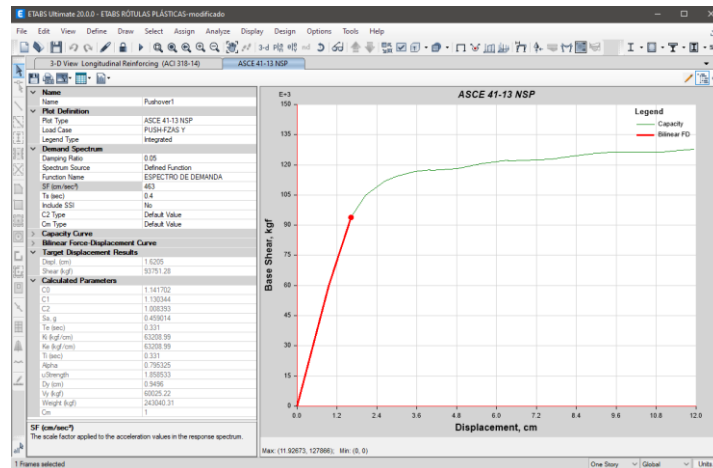 ETABS Ultimate 20.0.0 - ETABS RÓTULAS PLÁSTICAS-modificado
File Edit View Define Draw Select Assign Analyze Display Design Options Tools Help
3-d
3-D View Longitudinal Reinforcing (ACI 318-14) ASCE 41-13 NSP
Name
Name Pushover1
Plot Definition
Plot Type ASCE 41-13 NSP
Load Case PUSH-FZAS Y
Legend Type Integrated
Demand Spectrum
Damping Ratio 0.05
Spectrum Source Defined Function
Function Name ESPECTRO DE DEMANDA
SF (cm/sec²) 463
Ts (sec) 0.4
Include SSI No
C2 Type Default Value
Cm Type Default Value
Capacity Curve
Bilinear Force-Displacement Curve
Target Displacement Results
Displ. (cm) 1.6205
Shear (kgf) 93751.28
Calculated Parameters
C0 1.141702
C1 1.130344
C2 1.008393
Sa, g 0.459014
Te (sec) 0.331
Ki (kgf/cm) 63208.99
Ke (kgf/cm) 63208.99
Ti (sec) 0.331
Alpha 0.795325
uStrength 1.858533
Dy (cm) 0.9496
Vy (kgf) 60025.22
Weight (kgf) 243040.31
Cm 1
SF (cm/sec²)
The scale factor applied to the acceleration values in the response spectrum.
ASCE 41-13 NSP
E+3
Legend
Capacity
Bilinear FD
150
135
120
105
90
75
60
45
30
15
0
Base Shear, kgf
0.0 1.2 2.4 3.6 4.8 6.0 7.2 8.4 9.6 10.8 12.0
Displacement, cm
Max: (11.92673, 127866); Min: (0, 0)
1 Frames selected One Story Global Units